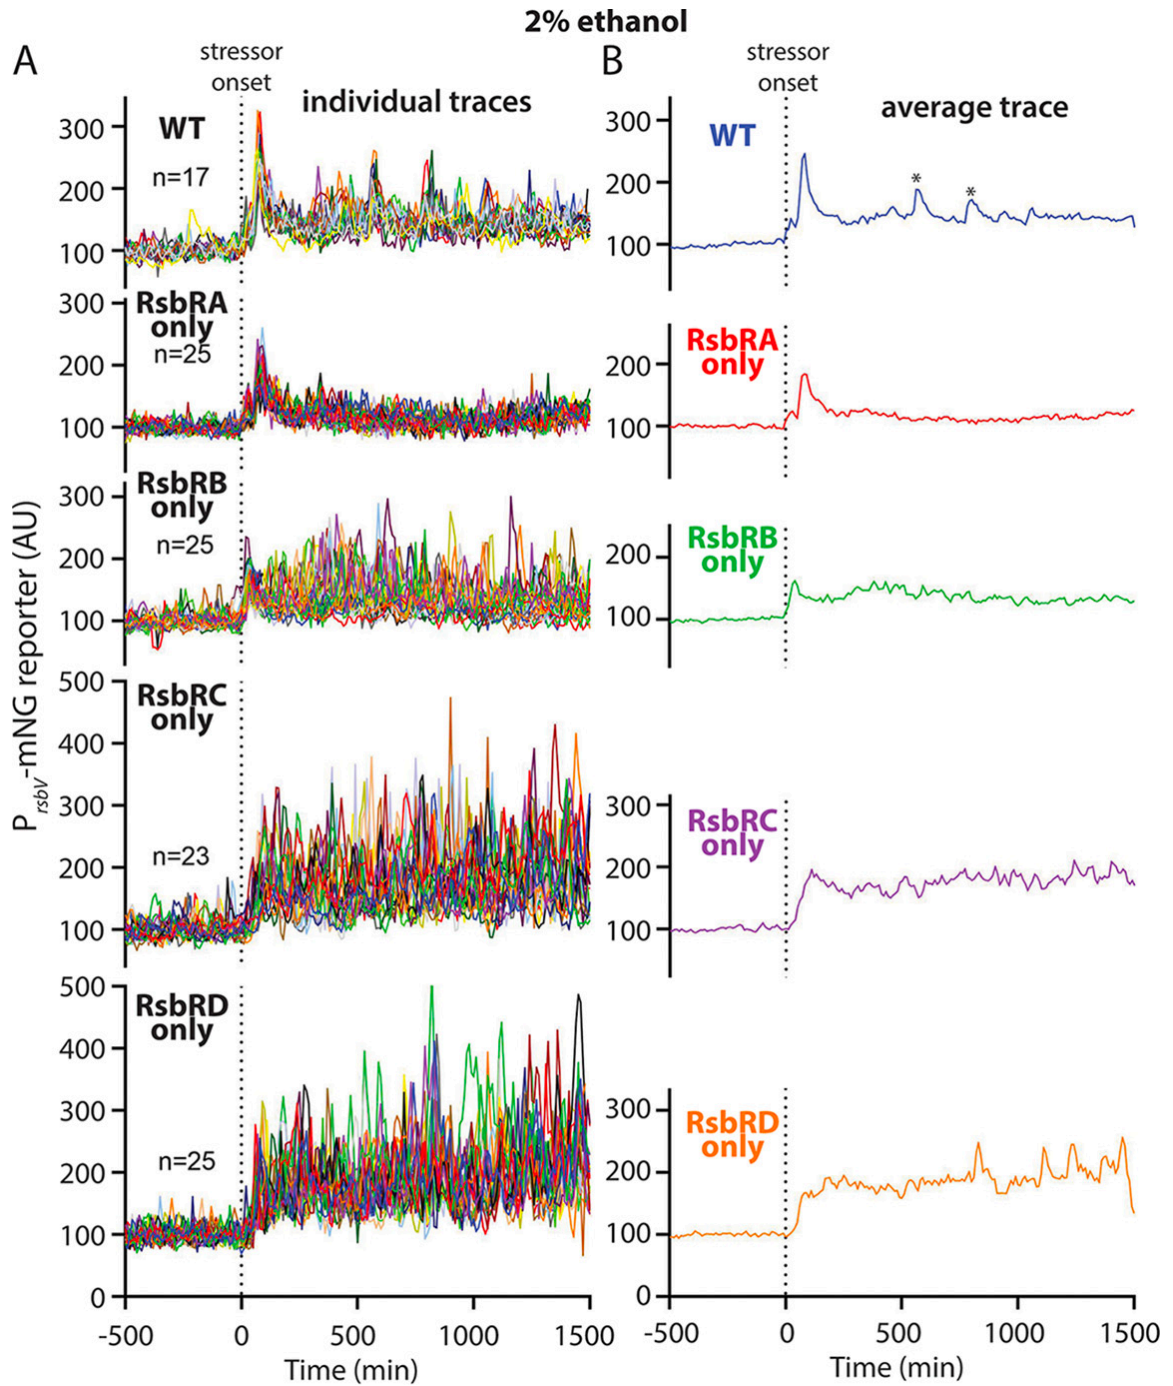 2% ethanol
A
stressor
onset
individual traces
WT
n=17
300
200
100
RsbRA
only
n=25
300
200
100
RsbRB
only
n=25
300
200
100
RsbRC
only
n=23
500
400
300
200
100
RsbRD
only
n=25
500
400
300
200
100
0
-500
0
500
1000
1500
Time (min)
PrsbV-mNG reporter (AU)
B
stressor
onset
average trace
WT
*
*
300
200
100
RsbRA
only
200
100
RsbRB
only
200
100
RsbRC
only
300
200
100
RsbRD
only
300
200
100
0
-500
0
500
1000
1500
Time (min)